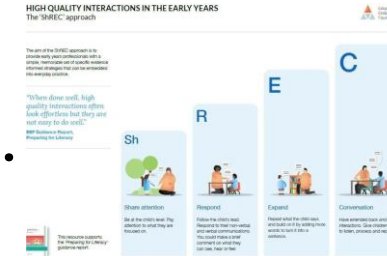 HIGH QUALITY INTERACTIONS IN THE EARLY YEARS
The 'ShREC' approach
The aim of the ShREC approach is to
provide early years professionals with a
simple, memorable set of specific evidence
informed strategies that can be embedded
into everyday practice.
"When done well, high
quality interactions often
look effortless but they are
not easy to do well."
EEF Guidance Report,
Preparing for Literacy
Sh
Share attention
Be at the child's level. Pay
attention to what they are
focused on.
R
Respond
Follow the child's lead.
Respond to their non-verbal
and verbal communications.
You could make a brief
comment on what they
can see, hear or feel.
E
Expand
Repeat what the child says
and build on it by adding more
words to turn it into a
sentence.
C
Conversation
Have extended back and
interactions. Give children
to listen, process and
This resource supports
the 'Preparing for Literacy'
guidance report